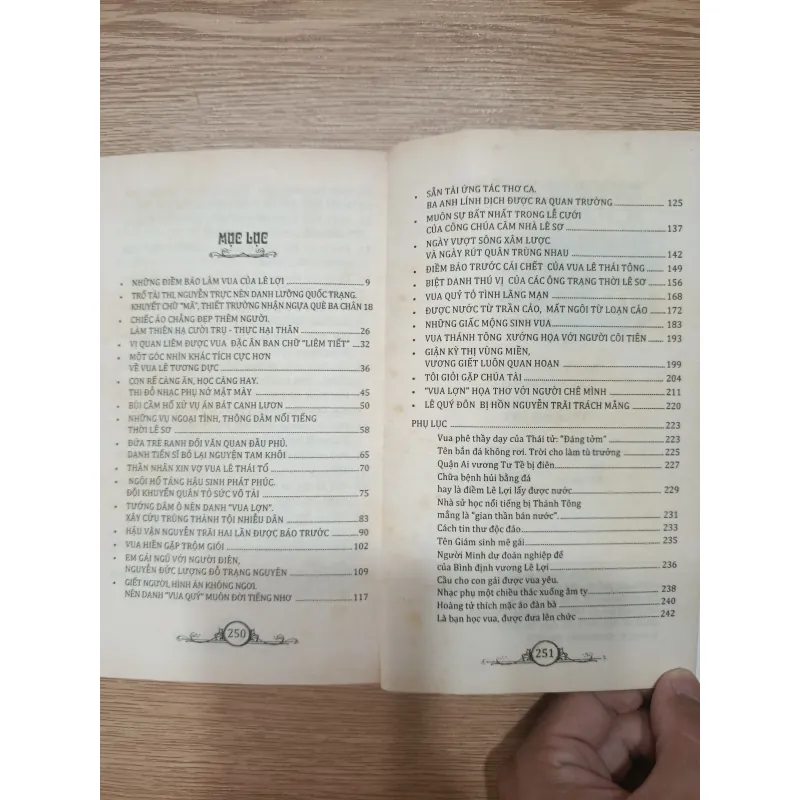 MỤC LỤC
• NHỮNG ĐIỀM BÁO LÀM VUA CỦA LÊ LỢI 9
• TRỔ TÀI THI, NGUYỄN TRỰC NÊN DANH LƯỠNG QUỐC TRẠNG.
KHUYẾT CHỮ "MÃ", THIẾT TRƯỜNG NHẬN NGỰA QUÈ BA CHÂN 18
• CHIẾC ÁO CHẲNG ĐẸP THÊM NGƯỜI.
LÀM THIÊN HẠ CƯỜI TRỤ - THỰC HẠI THÂN 26
• VỊ QUAN LIÊM ĐƯỢC VUA ĐẶC ÂN BAN CHỮ "LIÊM TIẾT" 32
• MỘT GÓC NHÌN KHÁC TÍCH CỰC HƠN
VỀ VUA LÊ TƯƠNG DỰC 36
• CON RỂ CÀNG ĂN, HỌC CÀNG HAY.
THI ĐỖ NHẠC PHỤ NỞ MẶT MÀY 45
• BÙI CẦM HỔ XỬ VỤ ÁN BÁT CANH LƯƠN 50
• NHỮNG VỤ NGOẠI TÌNH, THÔNG DÂM NỔI TIẾNG
THỜI LÊ SƠ 58
• ĐỨA TRẺ RANH ĐỐI VĂN QUAN ĐẦU PHỦ.
DANH TIẾN SĨ BỎ LẠI NGUYỆN TAM KHÔI 65
• THẦN NHÂN XIN VỢ VUA LÊ THÁI TỔ 70
• NGÔI MỘ TÁNG HẬU SINH PHÁT PHÚC.
ĐÔI KHUYỂN QUẤN TỎ SỨC VÕ TÀI 75
• TƯỚNG DÂM Ô NÊN DANH "VUA LỢN".
XÂY CỬU TRÙNG THÀNH TỘI NHIỄU DÂN 83
• HẬU VẬN NGUYỄN TRÃI HAI LẦN ĐƯỢC BÁO TRƯỚC 90
• VUA HIỀN GẶP TRỘM GIỎI 102
• EM GÁI NGỦ VỚI NGƯỜI ĐIÊN,
NGUYỄN ĐỨC LƯỢNG ĐỖ TRẠNG NGUYÊN 109
• GIẾT NGƯỜI, HÌNH ÁN KHÔNG NGƠI.
NÊN DANH "VUA QUỶ" MUÔN ĐỜI TIẾNG NHƠ 117
250
• SẴN TÀI ỨNG TÁC THƠ CA.
BA ANH LÍNH DỊCH ĐƯỢC RA QUAN TRƯỜNG 125
• MUÔN SỰ BẤT NHẤT TRONG LỄ CƯỚI
CỦA CÔNG CHÚA CÂM NHÀ LÊ SƠ 137
• NGÀY VƯỢT SÔNG XÂM LƯỢC.
VÀ NGÀY RÚT QUÂN TRÙNG NHAU 142
• ĐIỀM BÁO TRƯỚC CÁI CHẾT CỦA VUA LÊ THÁI TÔNG 149
• BIỆT DANH THÚ VỊ CỦA CÁC ÔNG TRẠNG THỜI LÊ SƠ 156
• VUA QUỶ TỎ TÌNH LÃNG MẠN 168
• ĐƯỢC NƯỚC TỪ TRẦN CẢO, MẤT NGÔI TỪ LOẠN CẢO 172
• NHỮNG GIẤC MỘNG SINH VUA 183
• VUA THÁNH TÔNG XƯỚNG HỌA VỚI NGƯỜI CÕI TIÊN 193
• GIẬN KỲ THỊ VÙNG MIỀN,
VƯƠNG GIẾT LUÔN QUAN HOẠN 199
• TÔI GIỎI GẶP CHÚA TÀI 204
• "VUA LỢN" HỌA THƠ VỚI NGƯỜI CHÊ MÌNH 211
• LÊ QUÝ ĐÔN BỊ HỒN NGUYỄN TRÃI TRÁCH MẮNG 220
PHỤ LỤC 223
Vua phê thầy dạy của Thái tử: "Đáng tởm" 223
Tên bắn đá không rơi. Trời cho làm tù trưởng 225
Quận Ai vương Tư Tề bị điên 227
Chữa bệnh hủi bằng đá
hay là điềm Lê Lợi lấy được nước 229
Nhà sử học nổi tiếng bị Thánh Tông
mắng là "gian thần bán nước" 231
Cách tin thư độc đáo 233
Tên Giám sinh mê gái 235
Người Minh dự đoán nghiệp đế
của Bình định vương Lê Lợi 236
Cầu cho con gái được vua yêu.
Nhạc phụ một chiều thác xuống âm ty 238
Hoàng tử thích mặc áo đàn bà 240
Là bạn học vua, được đưa lên chức 242
251